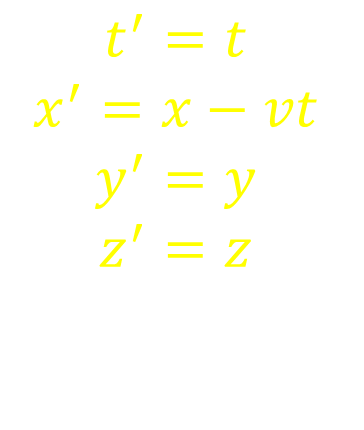 t′ = t
x′ = x − vt
y′ = y
z′ = z